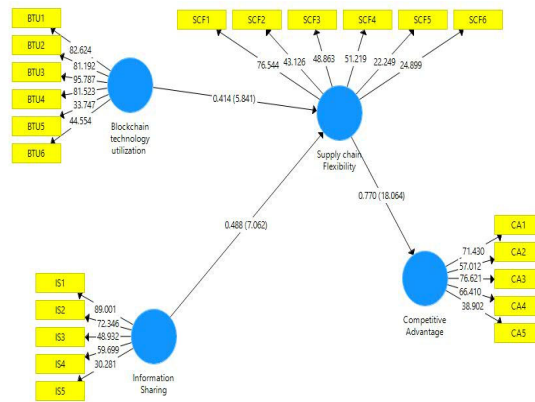 BTU1
BTU2
BTU3
BTU4
BTU5
BTU6
82.624
81.192
95.787
81.523
33.747
44.554
Blockchain
technology
utilization
SCF1
SCF2
SCF3
SCF4
SCF5
SCF6
76.544
43.126
48.863
51.219
22.249
24.899
0.414 (5.841)
Supply chain
Flexibility
0.770 (18.064)
0.488 (7.062)
IS1
IS2
IS3
IS4
IS5
89.001
72.346
48.932
59.699
30.281
Information
Sharing
Competitive
Advantage
71.430
57.012
76.621
66.410
38.902
CA1
CA2
CA3
CA4
CA5